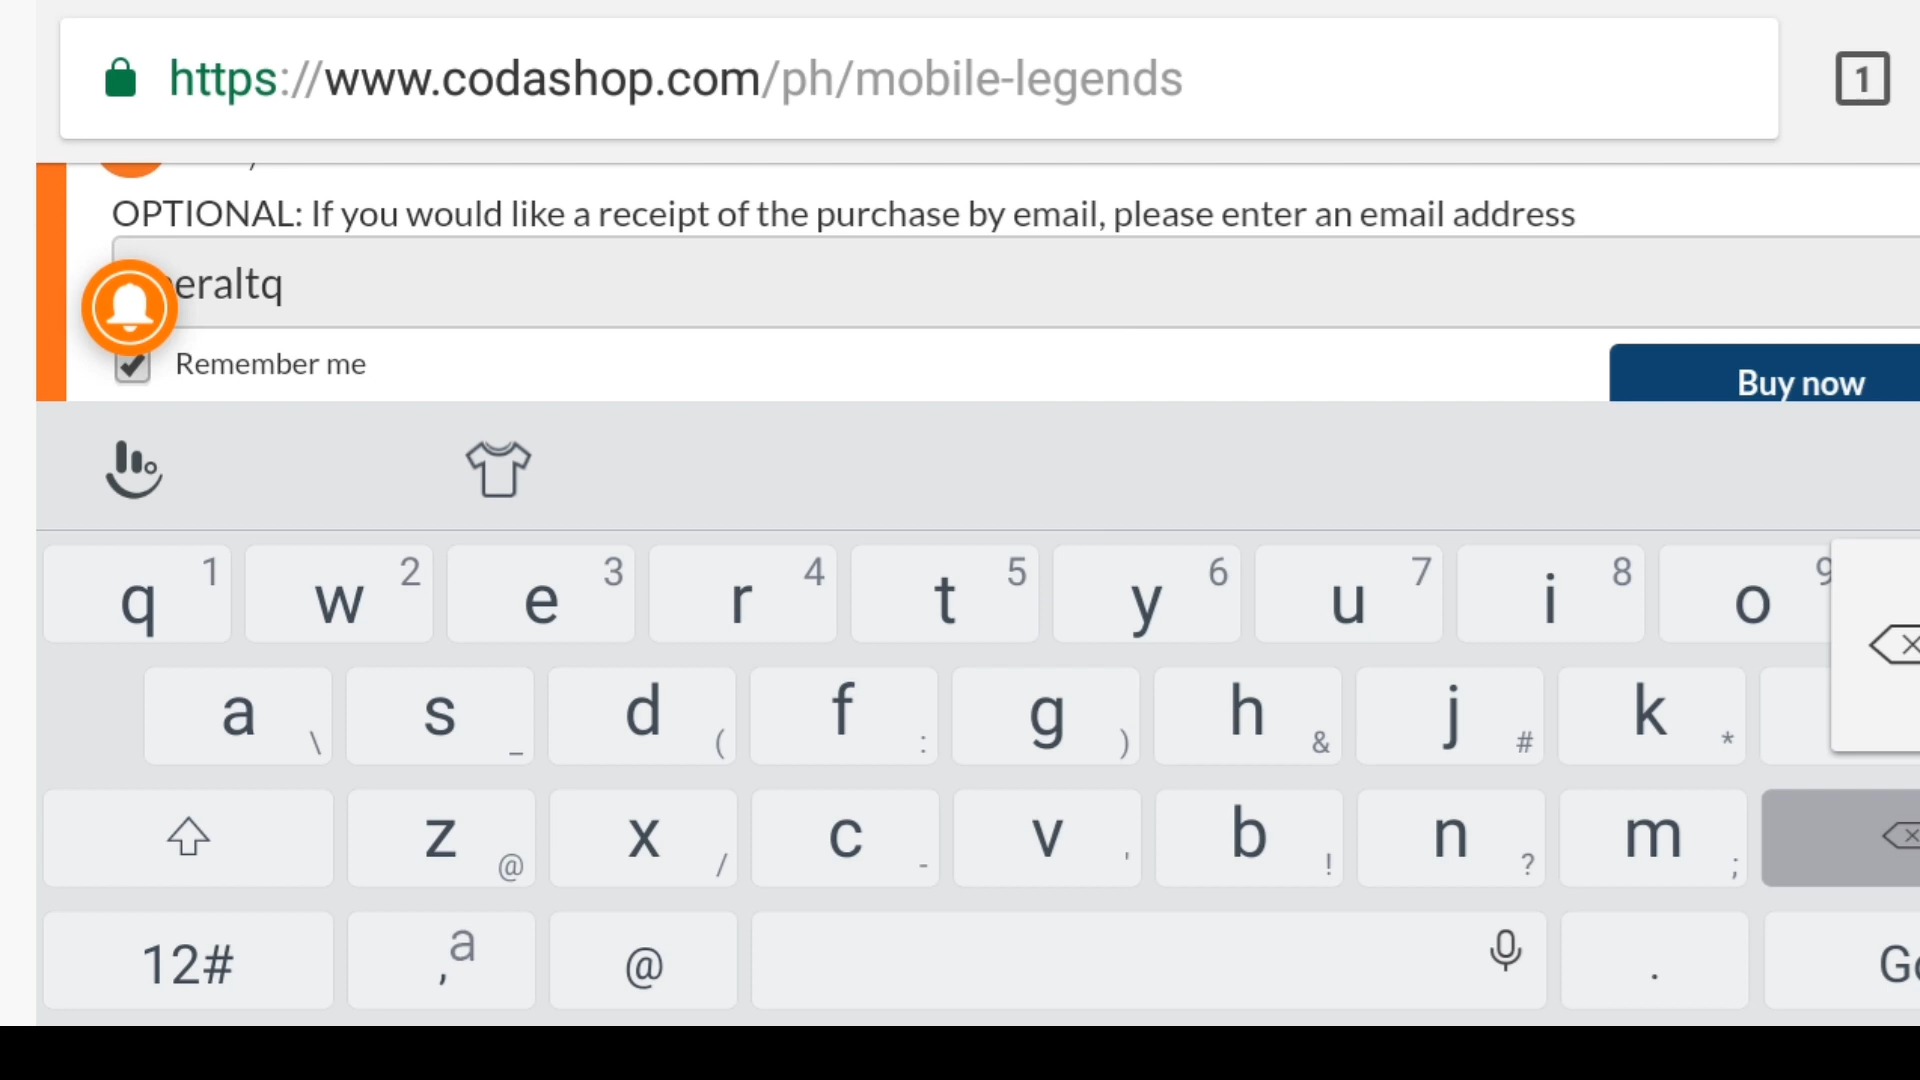 https://www.codashop.com/ph/mobile-legends
1
OPTIONAL: If you would like a receipt of the purchase by email, please enter an email address
eraltq
Remember me
Buy now
q 1 w 2 e 3 r 4 t 5 y 6 u 7 i 8 o 9
a \ s _ d ( f : g ) h & j # k *
z @ x / c - v ' b ! n ? m ;
12# , a @ . Go